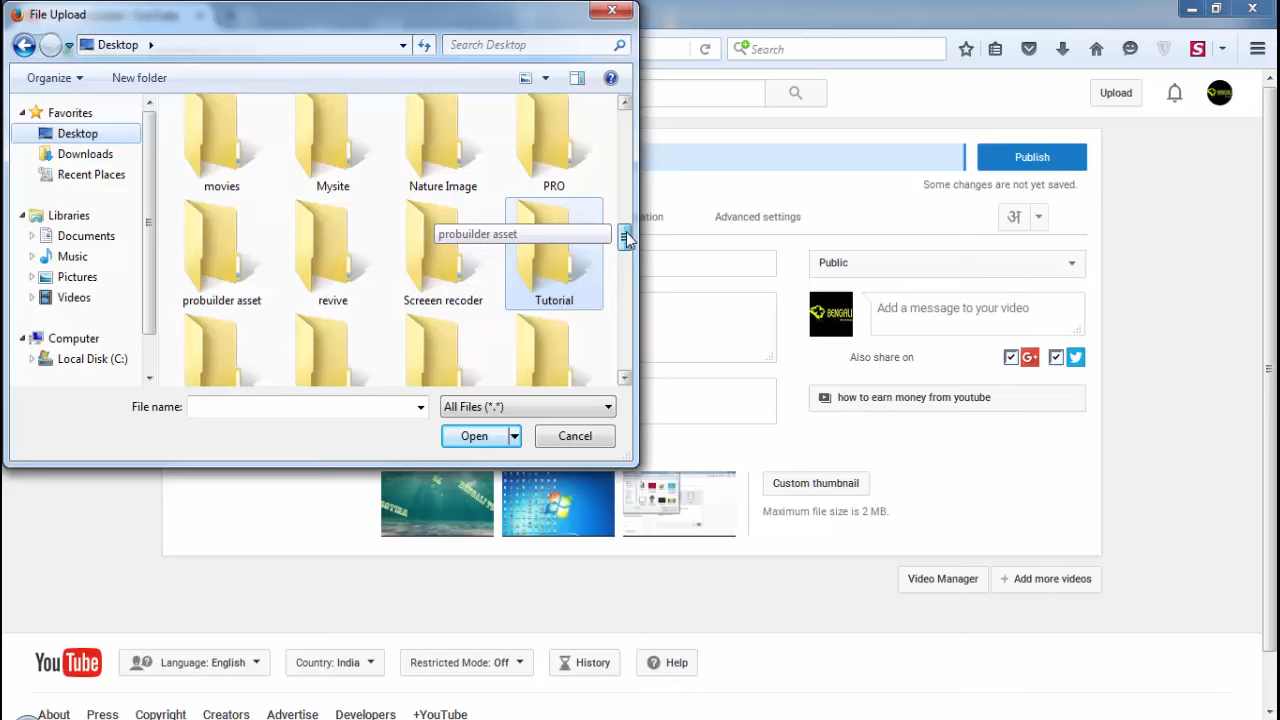 File Upload
Desktop
Search Desktop
Search
Organize
New folder
Upload
BENGALI
Favorites
Desktop
Downloads
Recent Places
Libraries
Documents
Music
Pictures
Videos
Computer
Local Disk (C:)
movies
Mysite
Nature Image
PRO
probuilder asset
probuilder asset
revive
Screeen recoder
Tutorial
File name:
All Files (*.*)
Open
Cancel
Publish
Some changes are not yet saved.
Advanced settings
अ
Public
BENGALI
Add a message to your video
Also share on
how to earn money from youtube
Custom thumbnail
Maximum file size is 2 MB.
Video Manager
+ Add more videos
YouTube
Language: English
Country: India
Restricted Mode: Off
History
Help
About
Press
Copyright
Creators
Advertise
Developers
+YouTube